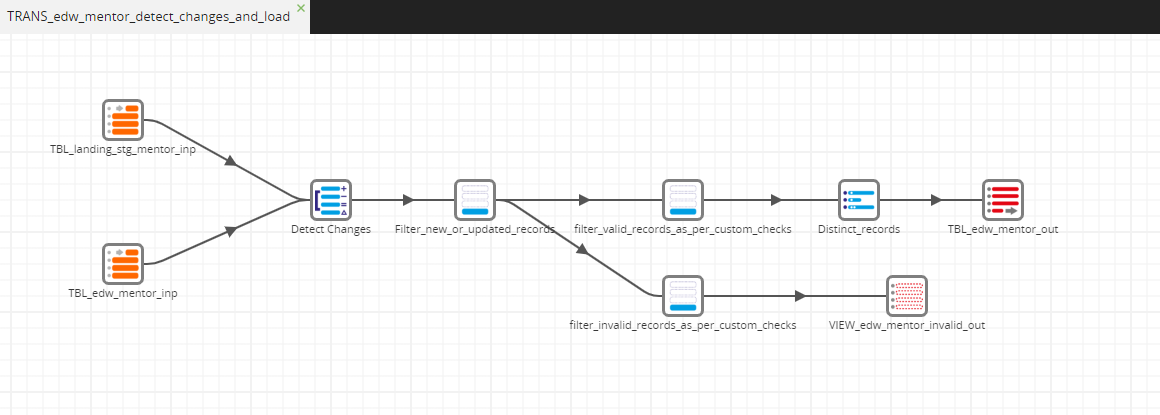 TRANS_edw_mentor_detect_changes_and_load
TBL_landing_stg_mentor_inp
Detect Changes
Filter_new_or_updated_records
filter_valid_records_as_per_custom_checks
Distinct_records
TBL_edw_mentor_out
TBL_edw_mentor_inp
filter_invalid_records_as_per_custom_checks
VIEW_edw_mentor_invalid_out